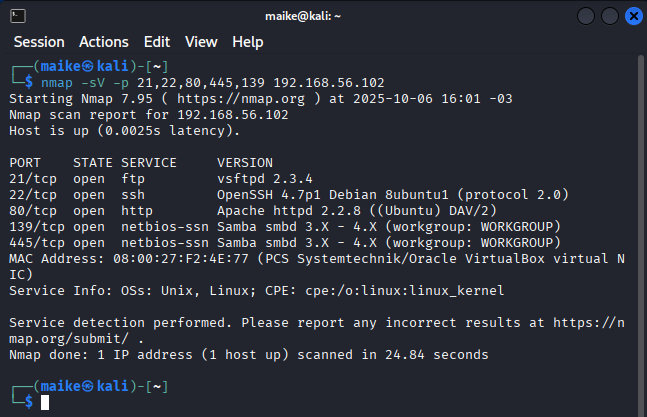 maike@kali: ~
Session Actions Edit View Help
┌──(maike㉿kali)-[~]
└─$ nmap -sV -p 21,22,80,445,139 192.168.56.102
Starting Nmap 7.95 ( https://nmap.org ) at 2025-10-06 16:01 -03
Nmap scan report for 192.168.56.102
Host is up (0.0025s latency).

PORT    STATE SERVICE     VERSION
21/tcp  open  ftp         vsftpd 2.3.4
22/tcp  open  ssh         OpenSSH 4.7p1 Debian 8ubuntu1 (protocol 2.0)
80/tcp  open  http        Apache httpd 2.2.8 ((Ubuntu) DAV/2)
139/tcp open  netbios-ssn Samba smbd 3.X - 4.X (workgroup: WORKGROUP)
445/tcp open  netbios-ssn Samba smbd 3.X - 4.X (workgroup: WORKGROUP)
MAC Address: 08:00:27:F2:4E:77 (PCS Systemtechnik/Oracle VirtualBox virtual N
IC)
Service Info: OSs: Unix, Linux; CPE: cpe:/o:linux:linux_kernel

Service detection performed. Please report any incorrect results at https://n
map.org/submit/ .
Nmap done: 1 IP address (1 host up) scanned in 24.84 seconds

┌──(maike㉿kali)-[~]
└─$